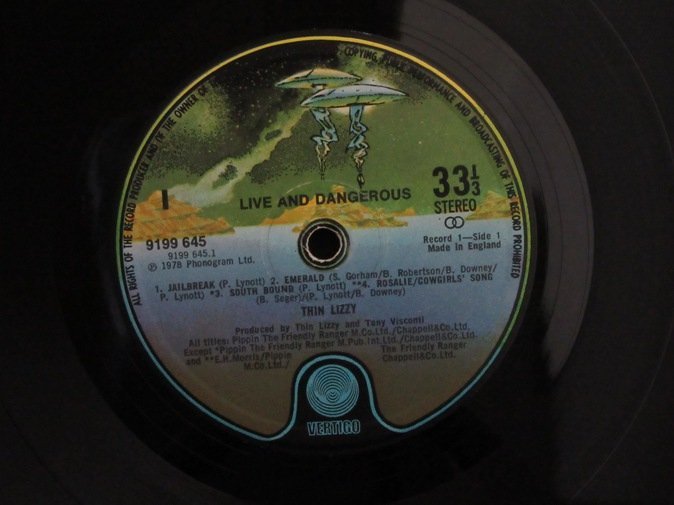 ALL RIGHTS OF THE RECORD PRODUCER AND OF THE OWNER OF
COPYING, PUBLIC PERFORMANCE AND BROADCASTING OF THIS RECORD PROHIBITED
LIVE AND DANGEROUS
I
33⅓
STEREO
9199 645
9199 645.1
℗ 1978 Phonogram Ltd.
Record 1—Side 1
Made in England
1. JAILBREAK (P. Lynott) 2. EMERALD (S. Gorham/B. Robertson/B. Downey/
P. Lynott) *3. SOUTH BOUND (P. Lynott) **4. ROSALIE/COWGIRLS' SONG
(B. Seger)/(P. Lynott/B. Downey)
THIN LIZZY
Produced by Thin Lizzy and Tony Visconti
All titles: Pippin The Friendly Ranger M.Co.Ltd./Chappell&Co.Ltd.
Except *Pippin The Friendly Ranger M.Pub.Int.Ltd./Chappell&Co.Ltd.
and **E.H.Morris/Pippin The Friendly Ranger
M.Co.Ltd./ Chappell&Co.Ltd.
VERTIGO